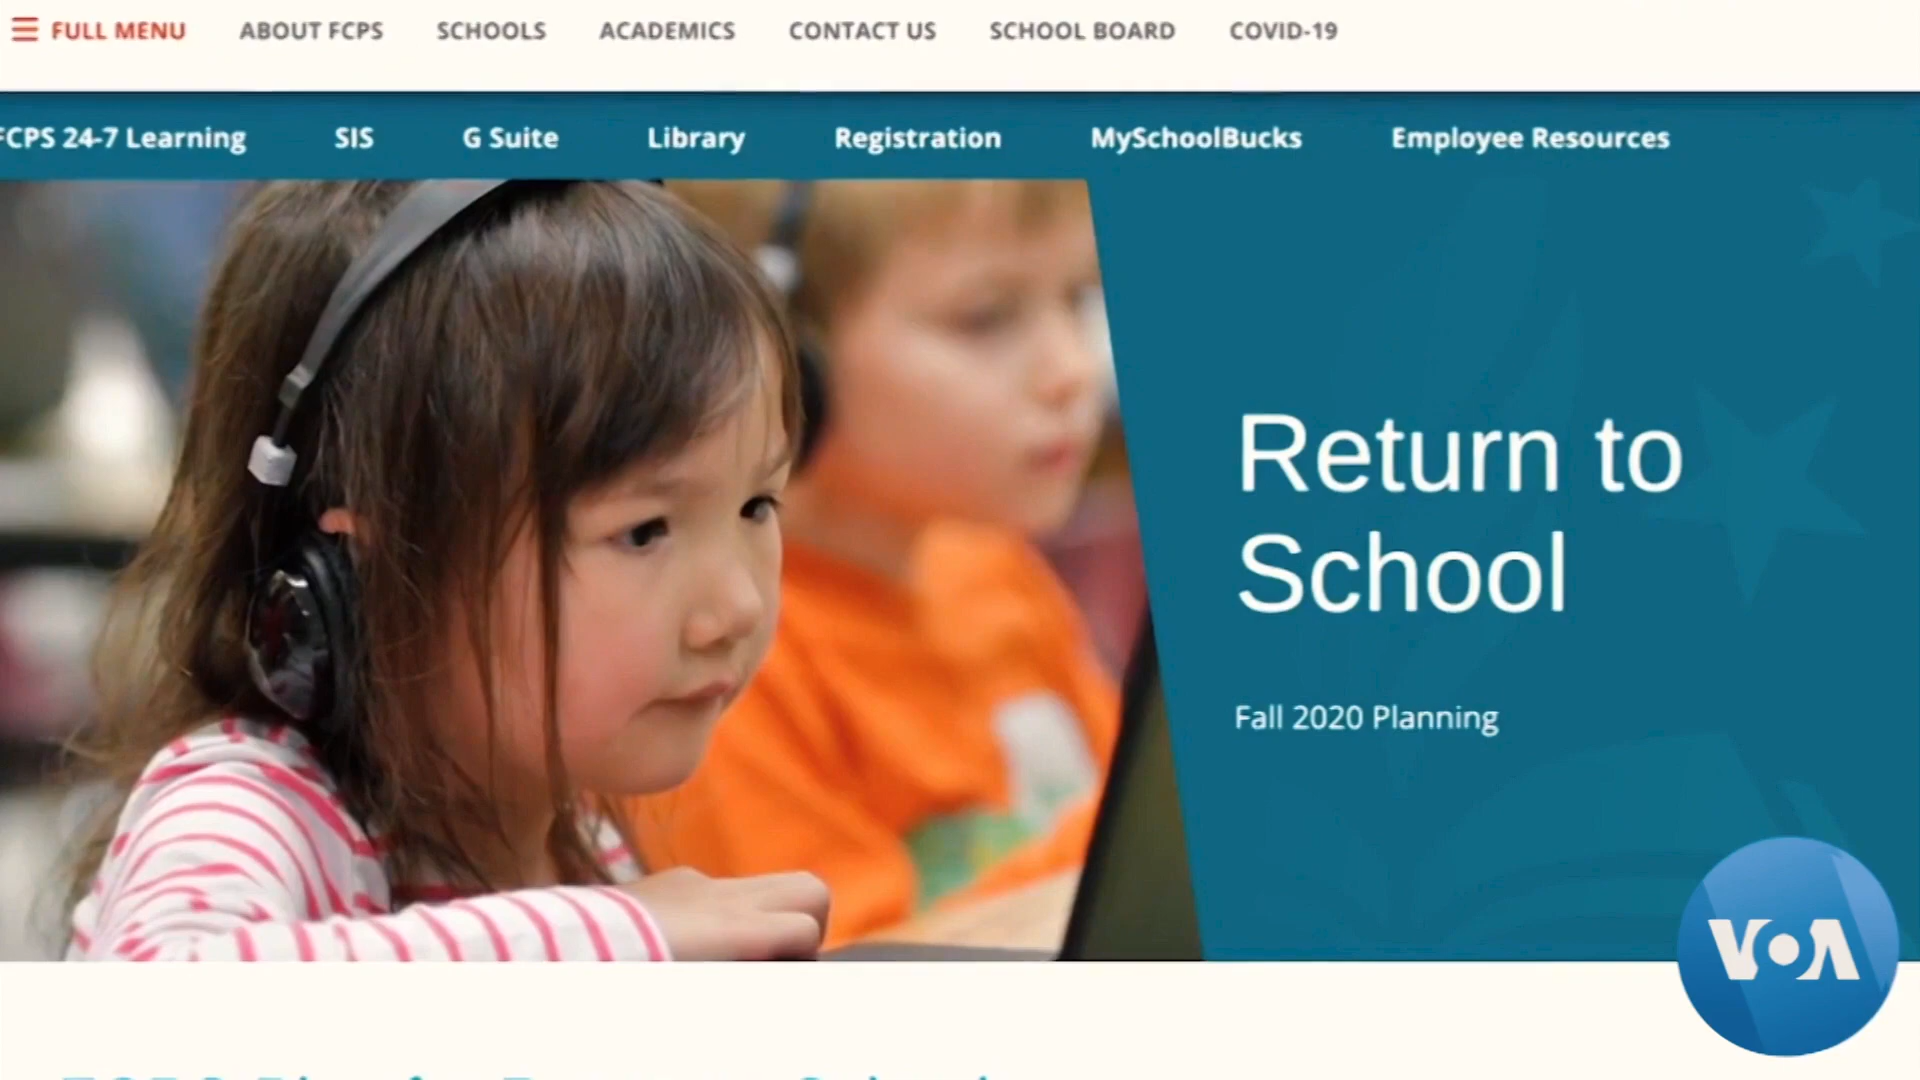 FULL MENU ABOUT FCPS SCHOOLS ACADEMICS CONTACT US SCHOOL BOARD COVID-19
FCPS 24-7 Learning SIS G Suite Library Registration MySchoolBucks Employee Resources
Return to
School
Fall 2020 Planning
VOA